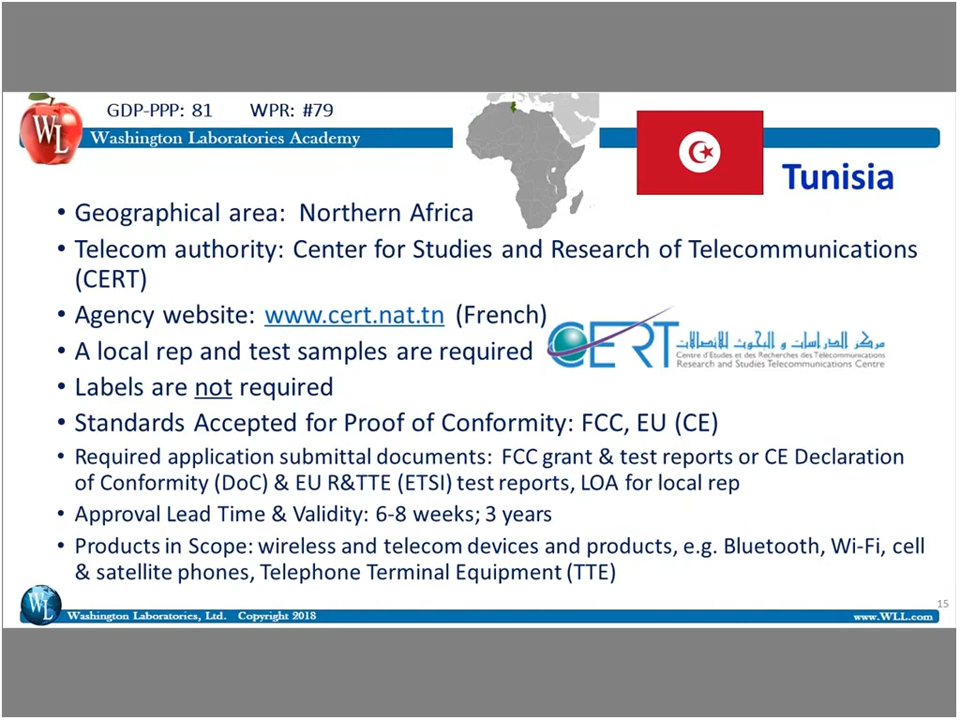 GDP-PPP: 81 WPR: #79
WL
Washington Laboratories Academy
Tunisia
• Geographical area: Northern Africa
• Telecom authority: Center for Studies and Research of Telecommunications
(CERT)
• Agency website: www.cert.nat.tn (French)
CERT
مركز الدراسات و البحوث للاتصالات
Centre d'Etudes et des Recherches des Télécommunications
Research and Studies Telecommunications Centre
• A local rep and test samples are required
• Labels are not required
• Standards Accepted for Proof of Conformity: FCC, EU (CE)
• Required application submittal documents: FCC grant & test reports or CE Declaration
of Conformity (DoC) & EU R&TTE (ETSI) test reports, LOA for local rep
• Approval Lead Time & Validity: 6-8 weeks; 3 years
• Products in Scope: wireless and telecom devices and products, e.g. Bluetooth, Wi-Fi, cell
& satellite phones, Telephone Terminal Equipment (TTE)
15
WL
Washington Laboratories, Ltd. Copyright 2018
www.WLL.com